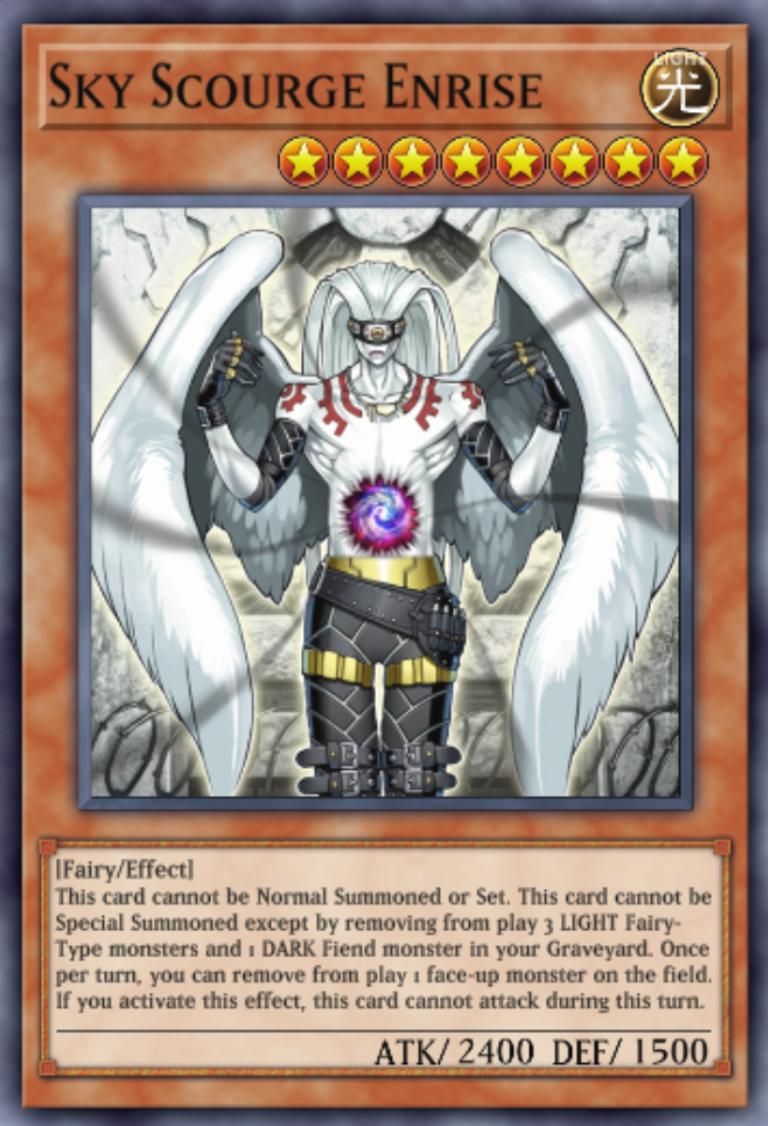 SKY SCOURGE ENRISE
LIGHT
光
[Fairy/Effect]
This card cannot be Normal Summoned or Set. This card cannot be
Special Summoned except by removing from play 3 LIGHT Fairy-
Type monsters and 1 DARK Fiend monster in your Graveyard. Once
per turn, you can remove from play 1 face-up monster on the field.
If you activate this effect, this card cannot attack during this turn.
ATK/ 2400 DEF/ 1500